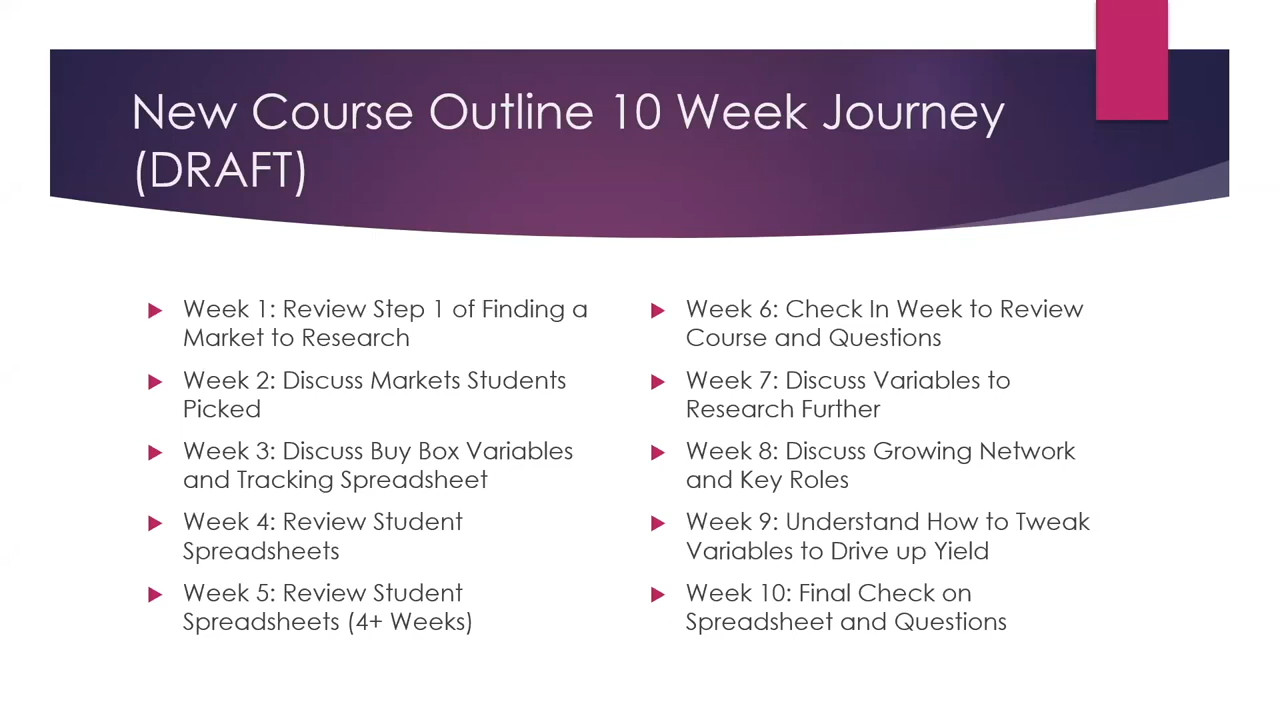 New Course Outline 10 Week Journey
(DRAFT)
Week 1: Review Step 1 of Finding a
Market to Research
Week 2: Discuss Markets Students
Picked
Week 3: Discuss Buy Box Variables
and Tracking Spreadsheet
Week 4: Review Student
Spreadsheets
Week 5: Review Student
Spreadsheets (4+ Weeks)
Week 6: Check In Week to Review
Course and Questions
Week 7: Discuss Variables to
Research Further
Week 8: Discuss Growing Network
and Key Roles
Week 9: Understand How to Tweak
Variables to Drive up Yield
Week 10: Final Check on
Spreadsheet and Questions